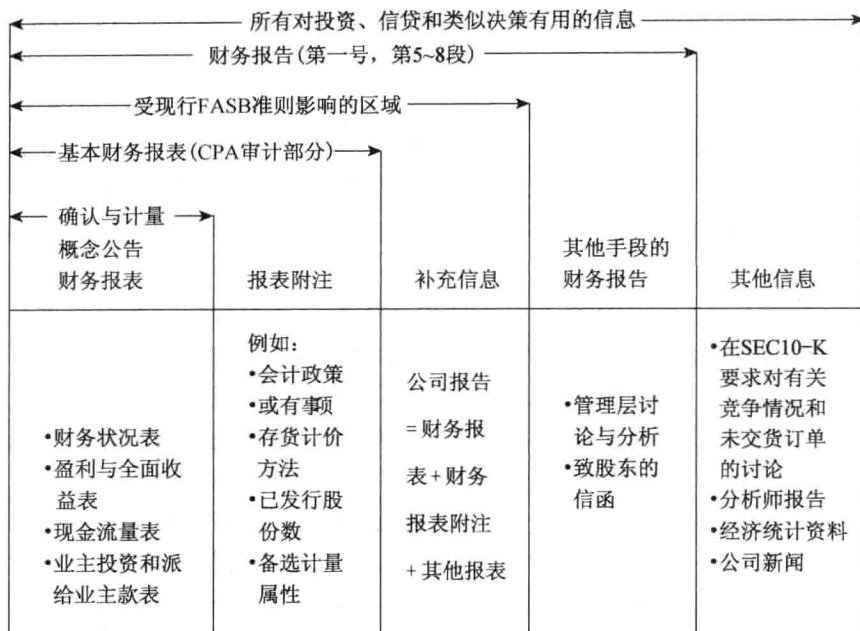 所有对投资、信贷和类似决策有用的信息
财务报告(第一号，第5~8段)
受现行FASB准则影响的区域
基本财务报表(CPA审计部分)
确认与计量
概念公告
财务报表
报表附注
补充信息
其他手段的
财务报告
其他信息
•财务状况表
•盈利与全面收
益表
•现金流量表
•业主投资和派
给业主款表
例如：
•会计政策
•或有事项
•存货计价
方法
•已发行股
份数
•备选计量
属性
公司报告
=财务报
表+财务
报表附注
+其他报表
•管理层讨
论与分析
•致股东的
信函
•在SEC10-K
要求对有关
竞争情况和
未交货订单
的讨论
•分析师报告
•经济统计资料
•公司新闻